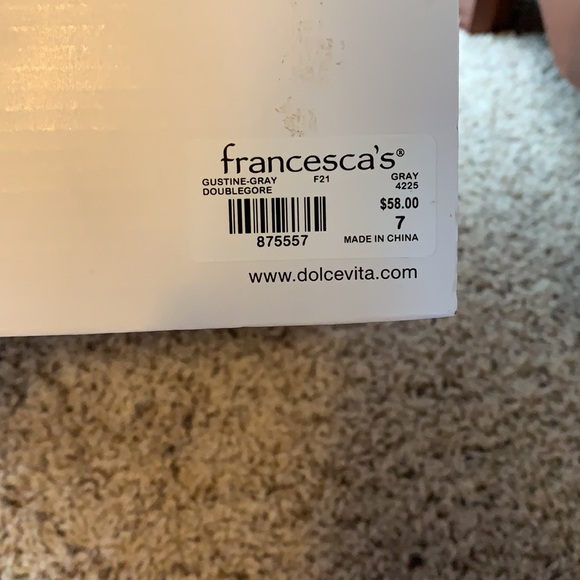 francesca's®
GUSTINE-GRAY F21 GRAY
DOUBLEGORE 4225
$58.00
7
875557 MADE IN CHINA
www.dolcevita.com